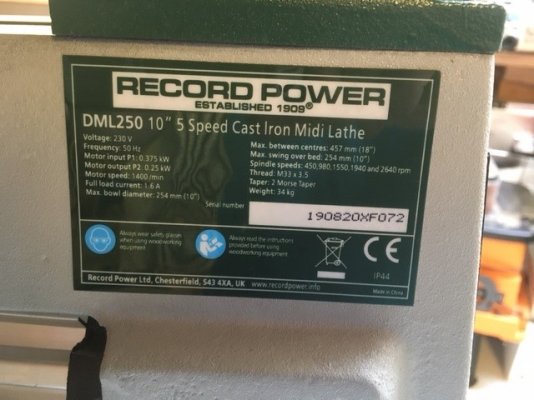 RECORD POWER
ESTABLISHED 1909®
DML250 10" 5 Speed Cast Iron Midi Lathe
Voltage: 230 V
Frequency: 50 Hz
Motor input P1: 0.375 kW
Motor output P2: 0.25 kW
Motor speed: 1400/min
Full load current: 1.6 A
Max. bowl diameter: 254 mm (10")
Max. between centres: 457 mm (18")
Max. swing over bed: 254 mm (10")
Spindle speeds: 450,980,1550,1940 and 2640 rpm
Thread: M33 x 3.5
Taper: 2 Morse Taper
Weight: 34 kg
Serial number
190820XF072
Always wear safety glasses
when using woodworking
equipment
Always read the instructions
provided before using
woodworking equipment
CE
IP44
Record Power Ltd, Chesterfield, S43 4XA, UK www.recordpower.info
Made in China